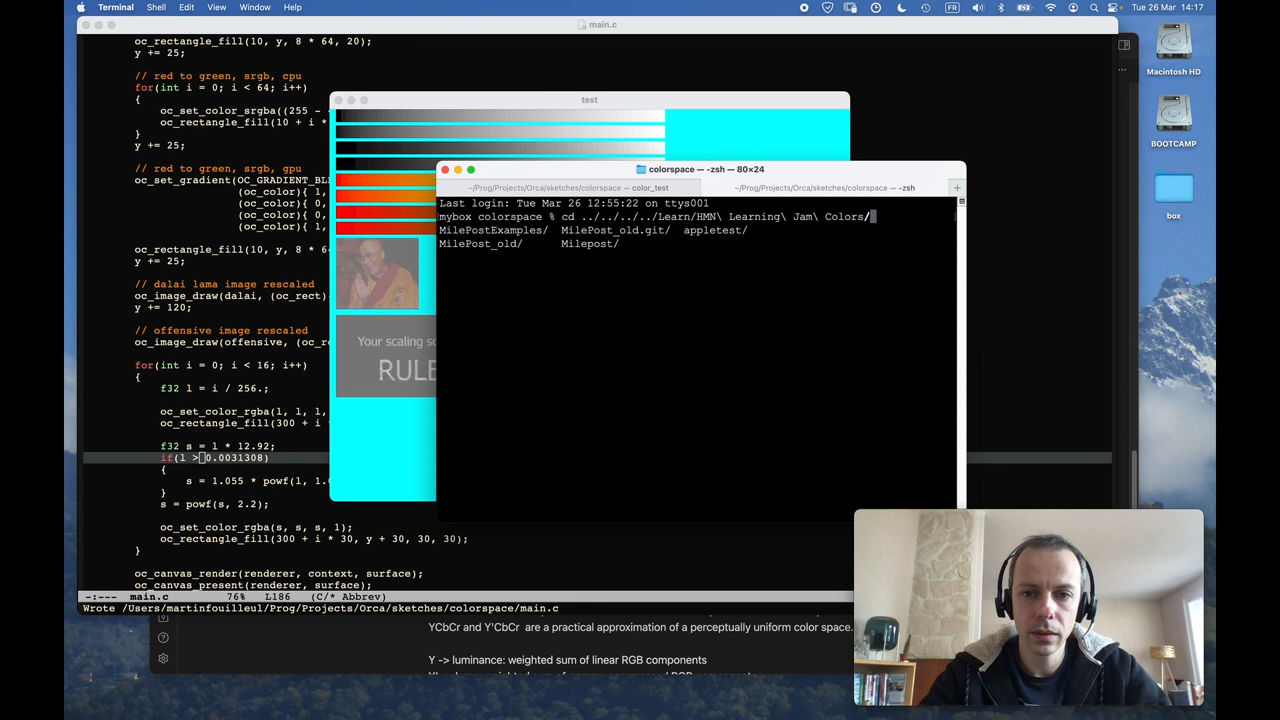 Terminal Shell Edit View Window Help
FR Tue 26 Mar 14:17
main.c
Macintosh HD
BOOTCAMP
box
oc_rectangle_fill(10, y, 8 * 64, 20);
y += 25;
// red to green, srgb, cpu
for(int i = 0; i < 64; i++)
{
oc_set_color_srgba((255 -
oc_rectangle_fill(10 + i *
}
y += 25;
// red to green, srgb, gpu
oc_set_gradient(OC_GRADIENT_BL
(oc_color){ 1,
(oc_color){ 0,
(oc_color){ 0,
(oc_color){ 1,
oc_rectangle_fill(10, y, 8 * 6
y += 25;
// dalai lama image rescaled
oc_image_draw(dalai, (oc_rect)
y += 120;
// offensive image rescaled
oc_image_draw(offensive, (oc_r
for(int i = 0; i < 16; i++)
{
f32 l = i / 256.;
oc_set_color_rgba(l, l, l,
oc_rectangle_fill(300 + i
f32 s = l * 12.92;
if(l > 0.0031308)
{
s = 1.055 * powf(l, 1.
}
s = powf(s, 2.2);
oc_set_color_rgba(s, s, s, 1);
oc_rectangle_fill(300 + i * 30, y + 30, 30, 30);
}
oc_canvas_render(renderer, context, surface);
oc_canvas_present(renderer, surface);
-:--- main.c 76% L186 (C/* Abbrev)
Wrote /Users/martinfouilleul/Prog/Projects/Orca/sketches/colorspace/main.c
test
Your scaling so
RULE
colorspace — -zsh — 80×24
~/Prog/Projects/Orca/sketches/colorspace — color_test
~/Prog/Projects/Orca/sketches/colorspace — -zsh
Last login: Tue Mar 26 12:55:22 on ttys001
mybox colorspace % cd ../../../../Learn/HMN\ Learning\ Jam\ Colors/
MilePostExamples/ MilePost_old.git/ appletest/
MilePost_old/ Milepost/
YCbCr and Y'CbCr are a practical approximation of a perceptually uniform color space.
Y -> luminance: weighted sum of linear RGB components